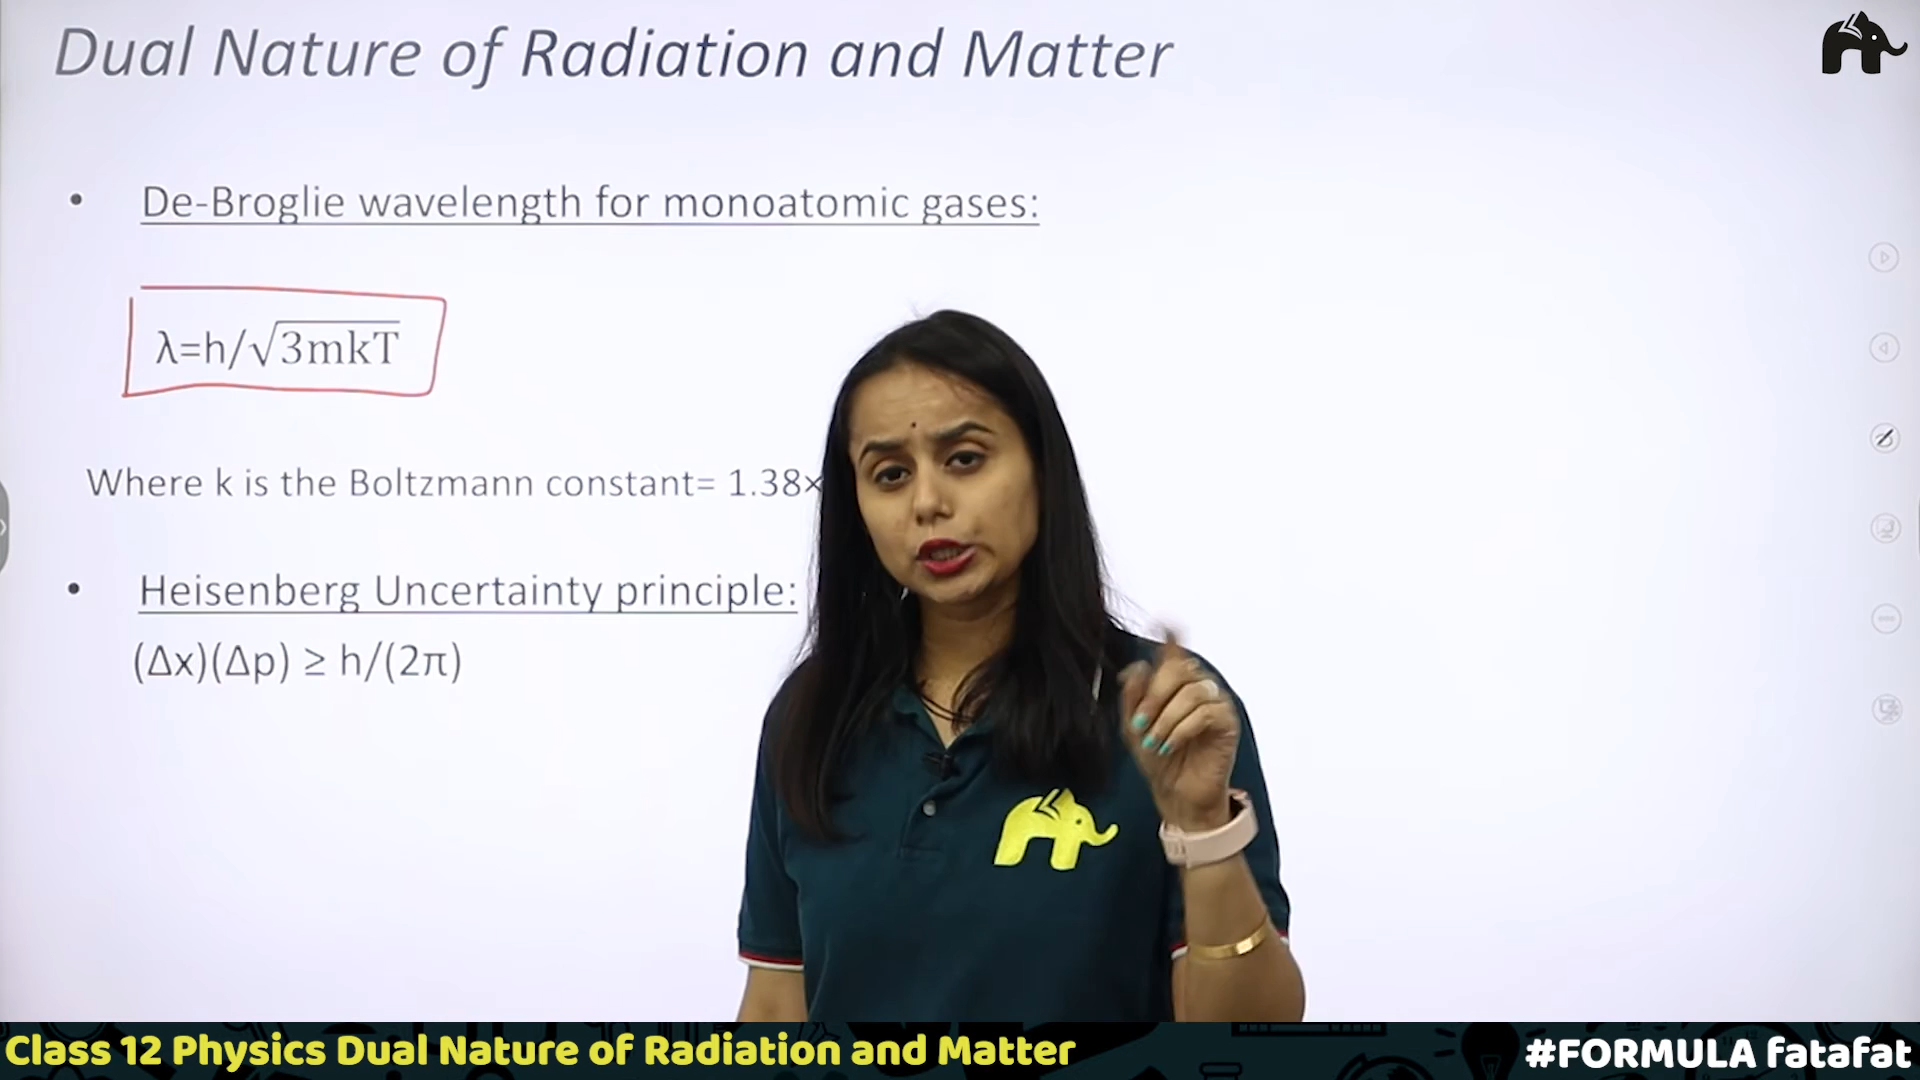 Dual Nature of Radiation and Matter
• De-Broglie wavelength for monoatomic gases:
λ=h/√3mkT
Where k is the Boltzmann constant= 1.38×
• Heisenberg Uncertainty principle:
(Δx)(Δp) ≥ h/(2π)
Class 12 Physics Dual Nature of Radiation and Matter
#FORMULA fatafat